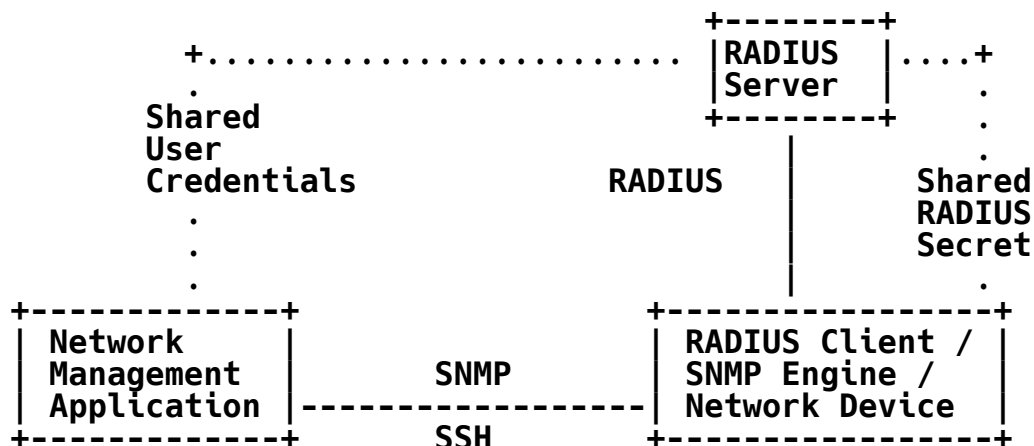 +--------+
+......................... |RADIUS  |....+
.                          |Server  |    .
Shared                     +--------+    .
User                           |         .
Credentials          RADIUS    |      Shared
.                              |      RADIUS
.                              |      Secret
.                              |         .
+-------------+                  +-----------------+
| Network     |                  | RADIUS Client / |
| Management  |       SNMP       | SNMP Engine /   |
| Application |------------------| Network Device  |
+-------------+       SSH        +-----------------+